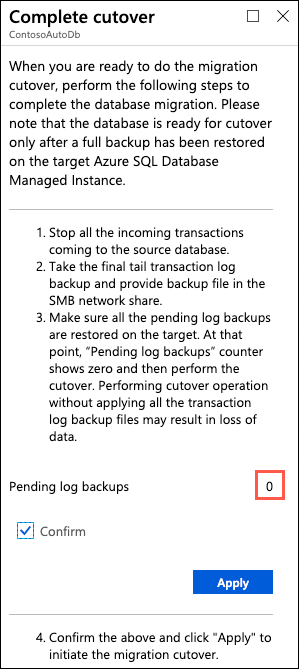 Complete cutover
ContosoAutoDb
When you are ready to do the migration
cutover, perform the following steps to
complete the database migration. Please
note that the database is ready for cutover
only after a full backup has been restored
on the target Azure SQL Database
Managed Instance.
1. Stop all the incoming transactions
coming to the source database.
2. Take the final tail transaction log
backup and provide backup file in the
SMB network share.
3. Make sure all the pending log backups
are restored on the target. At that
point, "Pending log backups" counter
shows zero and then perform the
cutover. Performing cutover operation
without applying all the transaction
log backup files may result in loss of
data.
Pending log backups 0
Confirm
Apply
4. Confirm the above and click "Apply" to
initiate the migration cutover.